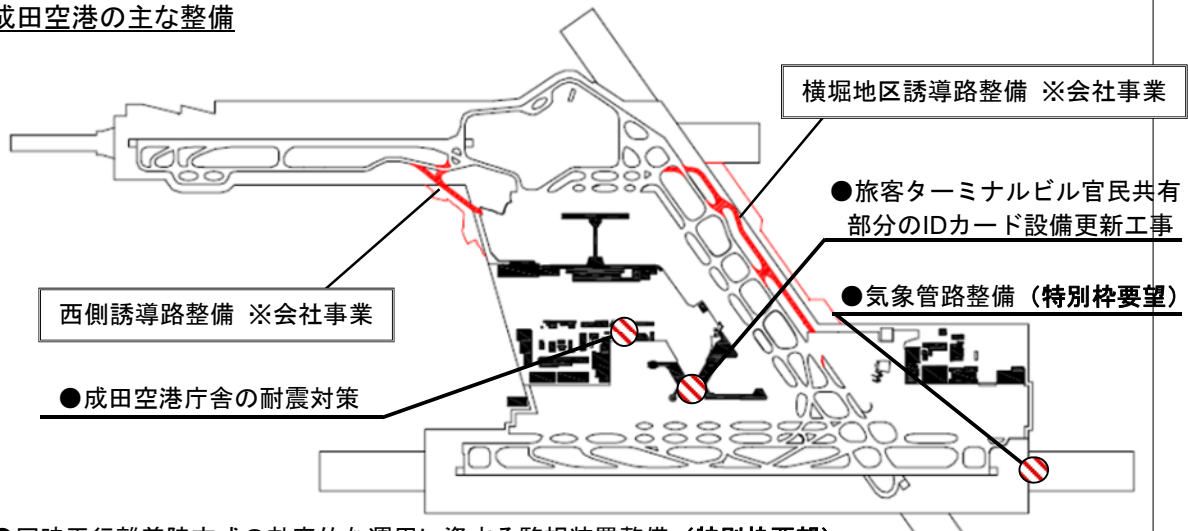 成田空港の主な整備
横堀地区誘導路整備 ※会社事業
●旅客ターミナルビル官民共有
部分のIDカード設備更新工事
●気象管路整備（特別枠要望）
西側誘導路整備 ※会社事業
●成田空港庁舎の耐震対策